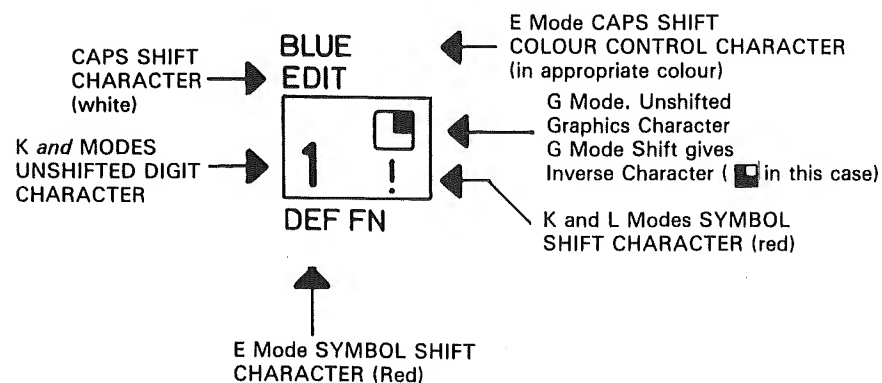 E Mode CAPS SHIFT
COLOUR CONTROL CHARACTER
(in appropriate colour)
CAPS SHIFT
CHARACTER
(white)
BLUE
EDIT
G Mode. Unshifted
Graphics Character
G Mode Shift gives
Inverse Character ( in this case)
K and MODES
UNSHIFTED DIGIT
CHARACTER
1
!
DEF FN
K and L Modes SYMBOL
SHIFT CHARACTER (red)
E Mode SYMBOL SHIFT
CHARACTER (Red)